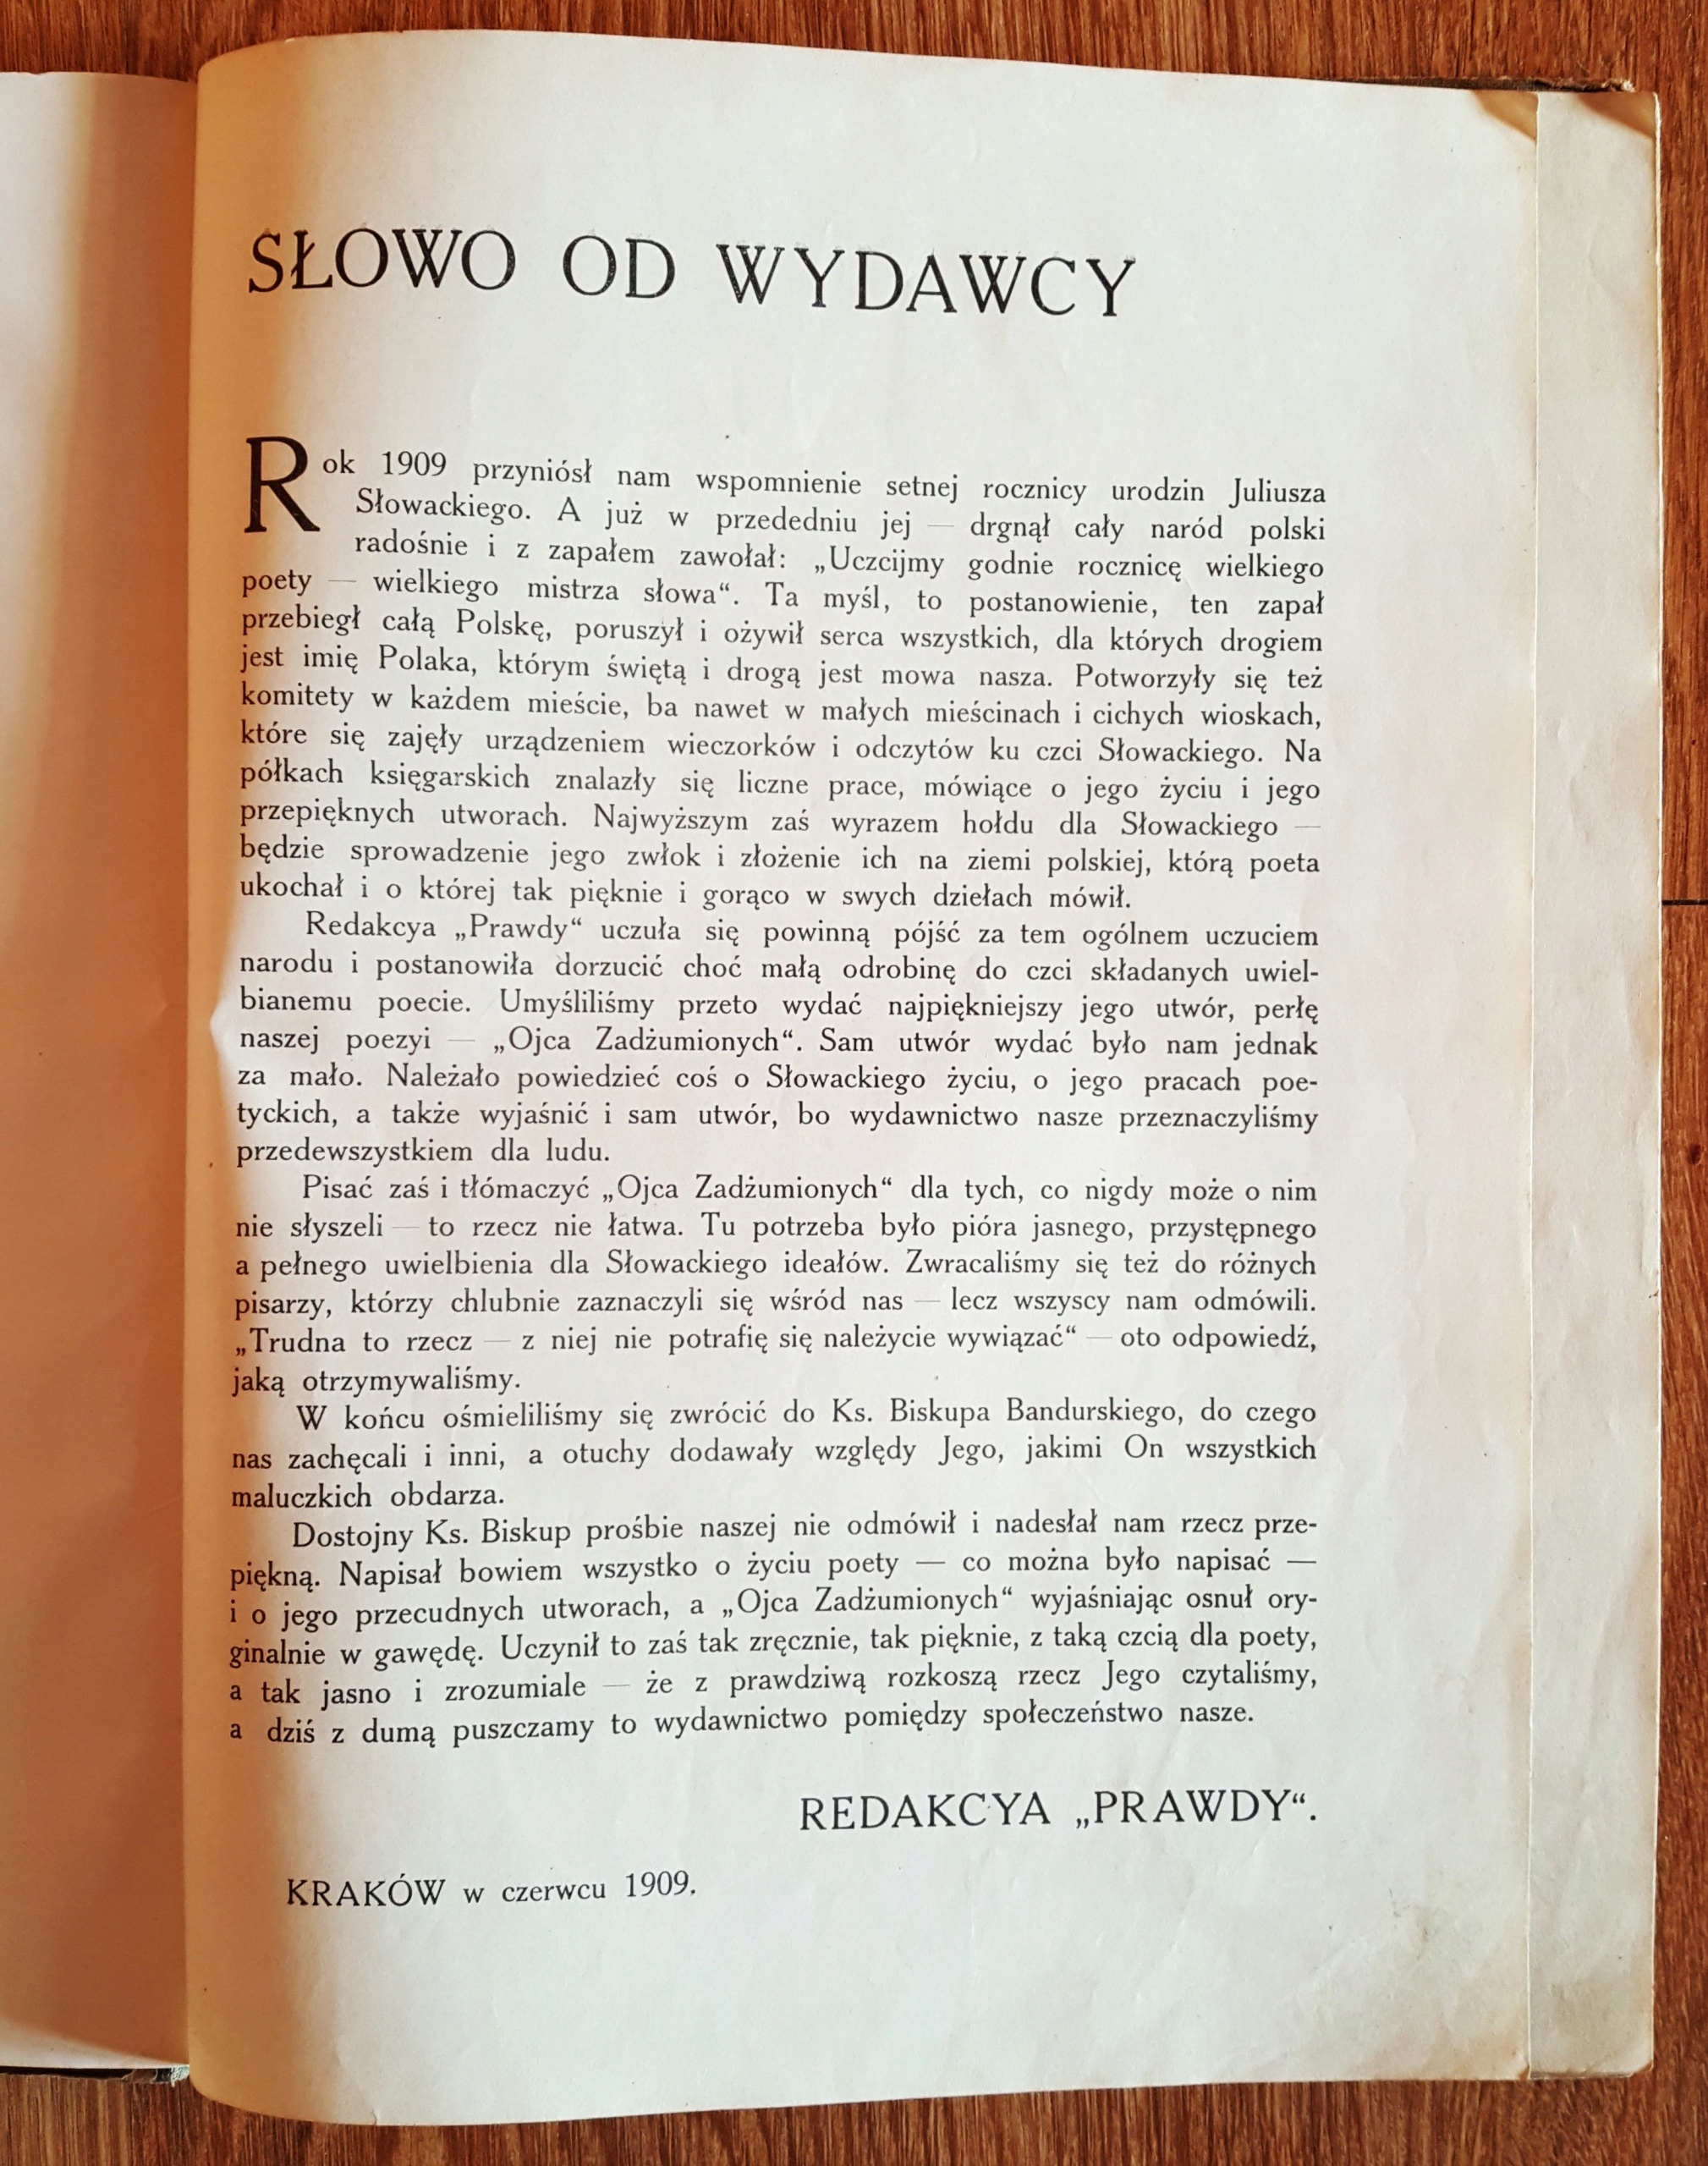 SŁOWO OD WYDAWCY
Rok 1909 przyniósł nam wspomnienie setnej rocznicy urodzin Juliusza
Słowackiego. A już w przededniu jej — drgnął cały naród polski
radośnie i z zapałem zawołał: „Uczcijmy godnie rocznicę wielkiego
poety — wielkiego mistrza słowa“. Ta myśl, to postanowienie, ten zapał
przebiegł całą Polskę, poruszył i ożywił serca wszystkich, dla których drogiem
jest imię Polaka, którym świętą i drogą jest mowa nasza. Potworzyły się też
komitety w każdem mieście, ba nawet w małych mieścinach i cichych wioskach,
które się zajęły urządzeniem wieczorków i odczytów ku czci Słowackiego. Na
półkach księgarskich znalazły się liczne prace, mówiące o jego życiu i jego
przepięknych utworach. Najwyższym zaś wyrazem hołdu dla Słowackiego —
będzie sprowadzenie jego zwłok i złożenie ich na ziemi polskiej, którą poeta
ukochał i o której tak pięknie i gorąco w swych dziełach mówił.
Redakcya „Prawdy“ uczuła się powinną pójść za tem ogólnem uczuciem
narodu i postanowiła dorzucić choć małą odrobinę do czci składanych uwiel-
bianemu poecie. Umyśliliśmy przeto wydać najpiękniejszy jego utwór, perłę
naszej poezyi — „Ojca Zadżumionych“. Sam utwór wydać było nam jednak
za mało. Należało powiedzieć coś o Słowackiego życiu, o jego pracach poe-
tyckich, a także wyjaśnić i sam utwór, bo wydawnictwo nasze przeznaczyliśmy
przedewszystkiem dla ludu.
Pisać zaś i tłómaczyć „Ojca Zadżumionych“ dla tych, co nigdy może o nim
nie słyszeli — to rzecz nie łatwa. Tu potrzeba było pióra jasnego, przystępnego
a pełnego uwielbienia dla Słowackiego ideałów. Zwracaliśmy się też do różnych
pisarzy, którzy chlubnie zaznaczyli się wśród nas — lecz wszyscy nam odmówili.
„Trudna to rzecz — z niej nie potrafię się należycie wywiązać“ — oto odpowiedź,
jaką otrzymywaliśmy.
W końcu ośmieliliśmy się zwrócić do Ks. Biskupa Bandurskiego, do czego
nas zachęcali i inni, a otuchy dodawały względy Jego, jakimi On wszystkich
maluczkich obdarza.
Dostojny Ks. Biskup prośbie naszej nie odmówił i nadesłał nam rzecz prze-
piękną. Napisał bowiem wszystko o życiu poety — co można było napisać —
i o jego przecudnych utworach, a „Ojca Zadżumionych“ wyjaśniając osnuł ory-
ginalnie w gawędę. Uczynił to zaś tak zręcznie, tak pięknie, z taką czcią dla poety,
a tak jasno i zrozumiale — że z prawdziwą rozkoszą rzecz Jego czytaliśmy,
a dziś z dumą puszczamy to wydawnictwo pomiędzy społeczeństwo nasze.
REDAKCYA „PRAWDY“.
KRAKÓW w czerwcu 1909.